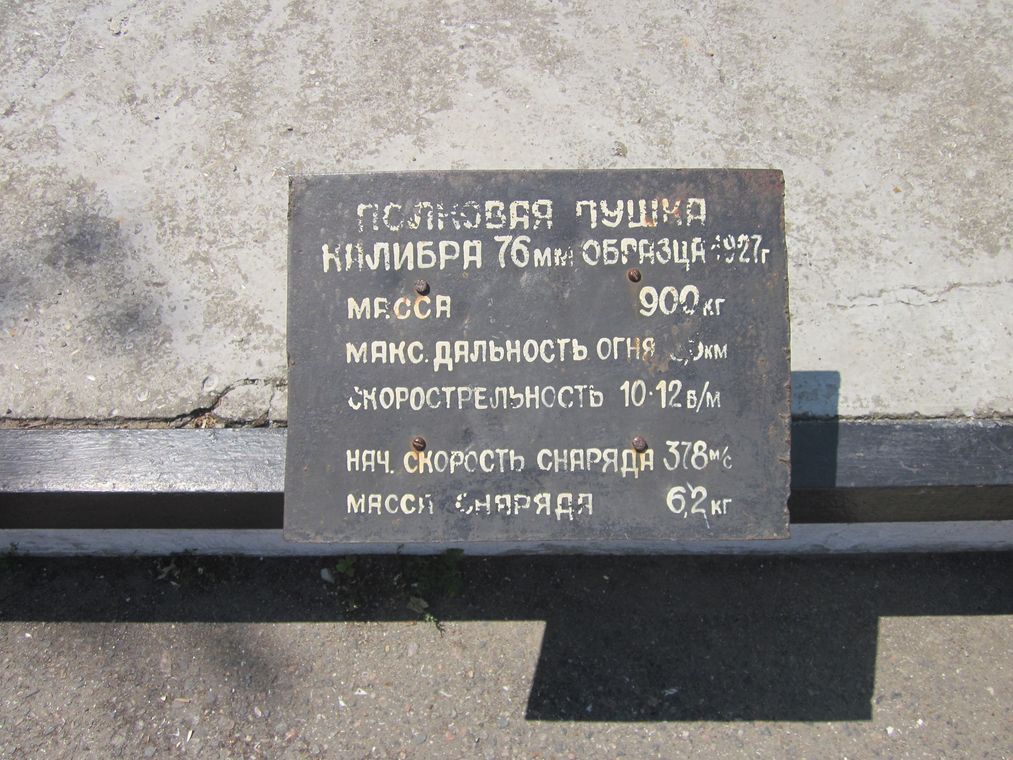 ПОЛКОВАЯ ПУШКА
КАЛИБРА 76мм ОБРАЗЦА 1927г
МАССА 900кг
МАКС. ДАЛЬНОСТЬ ОГНЯ км
СКОРОСТРЕЛЬНОСТЬ 10-12 в/м
НАЧ. СКОРОСТЬ СНАРЯДА 378м/с
МАССА СНАРЯДА 6,2кг